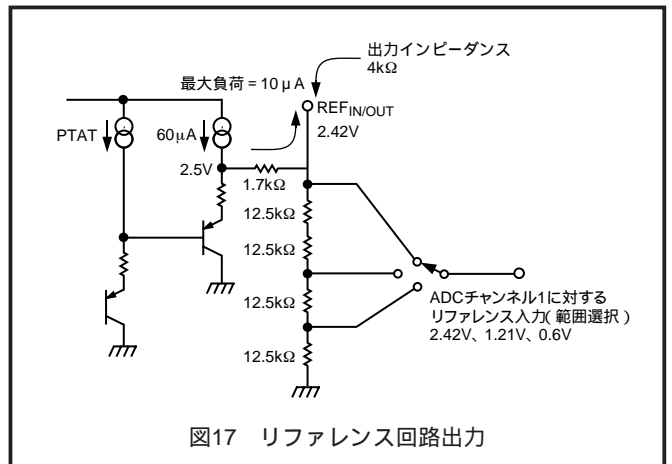 出力インピーダンス
4kΩ
最大負荷 = 10μA
REFIN/OUT
2.42V
PTAT
60μA
2.5V
1.7kΩ
12.5kΩ
12.5kΩ
12.5kΩ
12.5kΩ
ADCチャンネル1に対する
リファレンス入力(範囲選択)
2.42V、1.21V、0.6V
図17 リファレンス回路出力